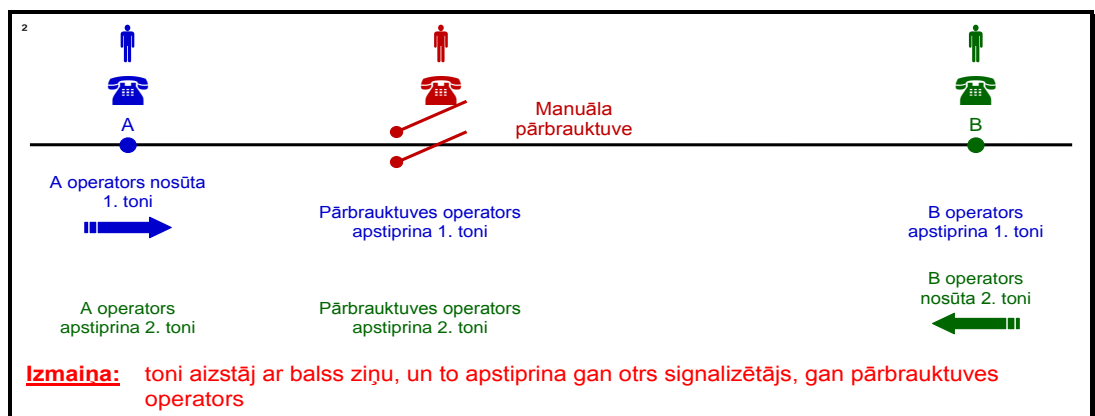 2
A
Manuāla
pārbrauktuve
B
A operators nosūta
1. toni
Pārbrauktuves operators
apstiprina 1. toni
B operators
apstiprina 1. toni
A operators
apstiprina 2. toni
Pārbrauktuves operators
apstiprina 2. toni
B operators
nosūta 2. toni
Izmaiņa: toni aizstāj ar balss ziņu, un to apstiprina gan otrs signalizētājs, gan pārbrauktuves
operators